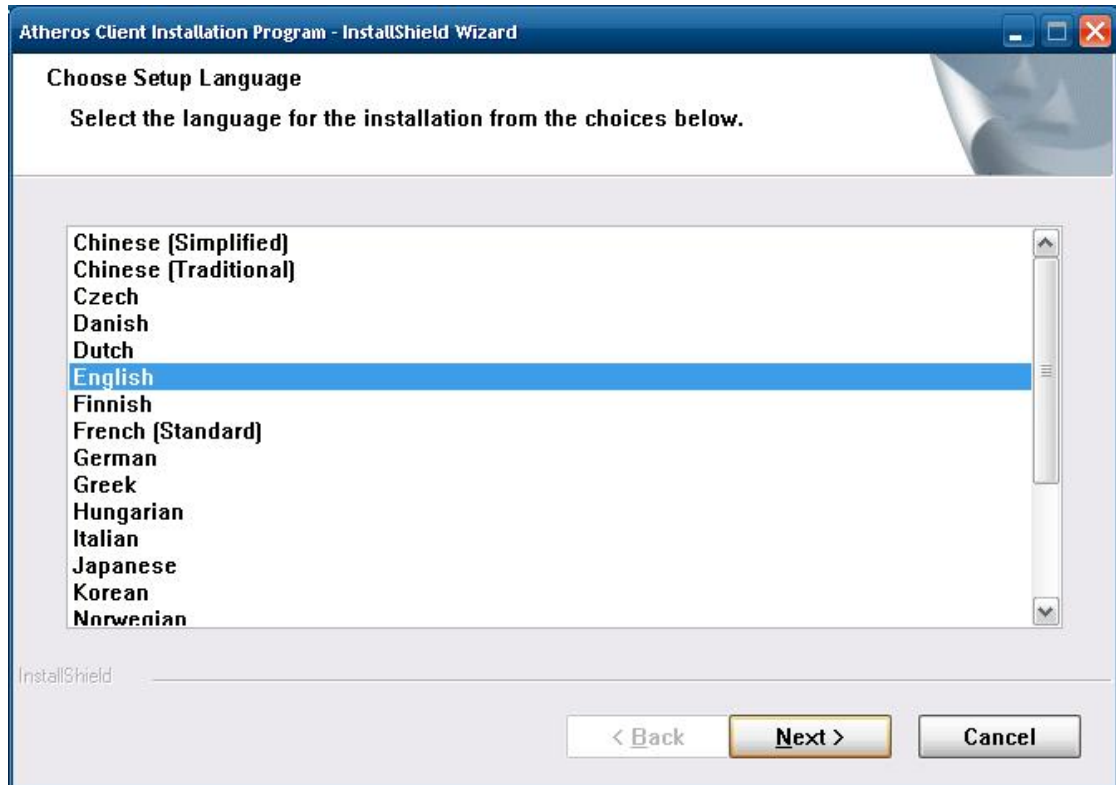 Atheros Client Installation Program - InstallShield Wizard
Choose Setup Language
Select the language for the installation from the choices below.
Chinese (Simplified)
Chinese (Traditional)
Czech
Danish
Dutch
English
Finnish
French (Standard)
German
Greek
Hungarian
Italian
Japanese
Korean
Norwegian
InstallShield
< Back Next > Cancel